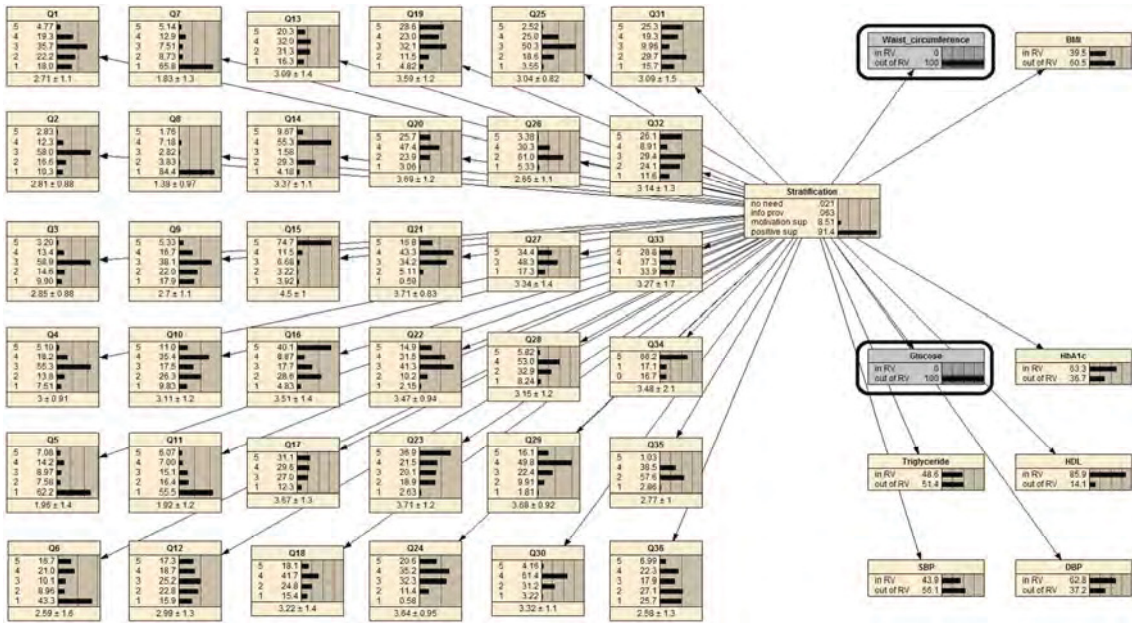 Q1
5 4.77
4 19.3
3 35.7
2 22.2
1 18.0
2.71 ± 1.1
Q7
5 5.14
4 12.9
3 7.51
2 8.73
1 65.8
1.83 ± 1.3
Q13
5 20.3
4 32.0
2 31.3
1 16.3
3.09 ± 1.4
Q19
5 28.6
4 23.0
3 32.1
2 11.5
1 4.82
3.59 ± 1.2
Q25
5 2.52
4 25.0
3 50.3
2 18.6
1 3.55
3.04 ± 0.82
Q31
5 25.3
4 19.3
3 9.96
2 29.7
1 15.7
3.09 ± 1.5
Waist_circumference
in RV 0
out of RV 100
BMI
in RV 39.5
out of RV 60.5
Q2
5 2.83
4 12.3
3 58.0
2 16.6
1 10.3
2.81 ± 0.88
Q8
5 1.76
4 7.18
3 2.82
2 3.83
1 84.4
1.38 ± 0.97
Q14
5 9.67
4 55.3
3 1.58
2 29.3
1 4.18
3.37 ± 1.1
Q20
5 25.7
4 47.4
2 23.9
1 3.06
3.69 ± 1.2
Q26
5 3.38
4 30.3
2 61.0
1 5.33
2.65 ± 1.1
Q32
5 26.1
4 8.91
3 29.4
2 24.1
1 11.6
3.14 ± 1.3
Stratification
no need .021
info prov .063
motivation sup 8.51
positive sup 91.4
Q3
5 3.20
4 13.4
3 58.9
2 14.6
1 9.90
2.85 ± 0.88
Q9
5 5.33
4 16.7
3 38.1
2 22.0
1 17.9
2.7 ± 1.1
Q15
5 74.7
4 11.5
3 6.68
2 3.22
1 3.92
4.5 ± 1
Q21
5 16.8
4 43.3
3 34.2
2 5.11
1 0.59
3.71 ± 0.83
Q27
5 34.4
3 48.3
1 17.3
3.34 ± 1.4
Q33
5 28.8
4 37.3
1 33.9
3.27 ± 1.7
Q4
5 5.19
4 18.2
3 55.3
2 13.8
1 7.51
3 ± 0.91
Q10
5 11.0
4 35.4
3 17.5
2 26.3
1 9.83
3.11 ± 1.2
Q16
5 40.1
4 8.87
3 17.7
2 28.6
1 4.83
3.51 ± 1.4
Q22
5 14.9
4 31.5
3 41.3
2 10.2
1 2.15
3.47 ± 0.94
Q28
5 5.82
4 53.0
2 32.9
1 8.24
3.15 ± 1.2
Q34
5 66.2
1 17.1
0 16.7
3.48 ± 2.1
Glucose
in RV 0
out of RV 100
HbA1c
in RV 63.3
out of RV 36.7
Q5
5 7.08
4 14.2
3 8.97
2 7.58
1 62.2
1.96 ± 1.4
Q11
5 6.07
4 7.00
3 15.1
2 16.4
1 55.5
1.92 ± 1.2
Q17
5 31.1
4 29.6
3 27.0
1 12.3
3.67 ± 1.3
Q23
5 36.9
4 21.5
3 20.1
2 18.9
1 2.63
3.71 ± 1.2
Q29
5 16.1
4 49.8
3 22.4
2 9.91
1 1.81
3.68 ± 0.92
Q35
5 1.03
4 38.5
2 57.6
1 2.86
2.77 ± 1
Triglyceride
in RV 48.6
out of RV 51.4
HDL
in RV 85.9
out of RV 14.1
Q6
5 16.7
4 21.0
3 10.1
2 8.96
1 43.3
2.59 ± 1.6
Q12
5 17.3
4 18.7
3 25.2
2 22.8
1 15.9
2.99 ± 1.3
Q18
5 18.1
4 41.7
2 24.8
1 15.4
3.22 ± 1.4
Q24
5 20.6
4 35.2
3 32.3
2 11.4
1 0.58
3.64 ± 0.95
Q30
5 4.16
4 61.4
2 31.2
1 3.22
3.32 ± 1.1
Q36
5 6.99
4 22.3
3 17.9
2 27.1
1 25.7
2.58 ± 1.3
SBP
in RV 43.9
out of RV 56.1
DBP
in RV 62.8
out of RV 37.2